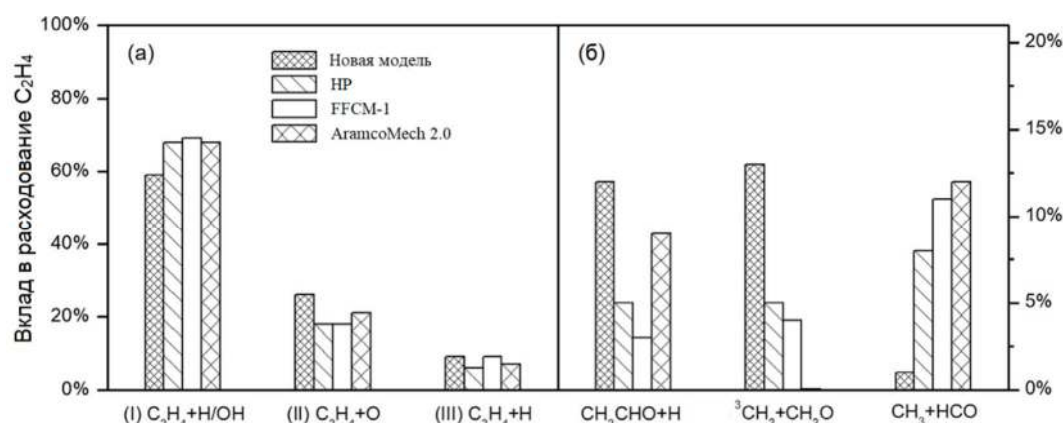 Вклад в расходование C₂H₄
100%
80%
60%
40%
20%
0%
(а)
Новая модель
HP
FFCM-1
AramcoMech 2.0
(б)
20%
15%
10%
5%
0%
(I) C₂H₄+H/OH
(II) C₂H₄+O
(III) C₂H₄+H
CH₂CHO+H
³CH₂+CH₂O
CH₃+HCO